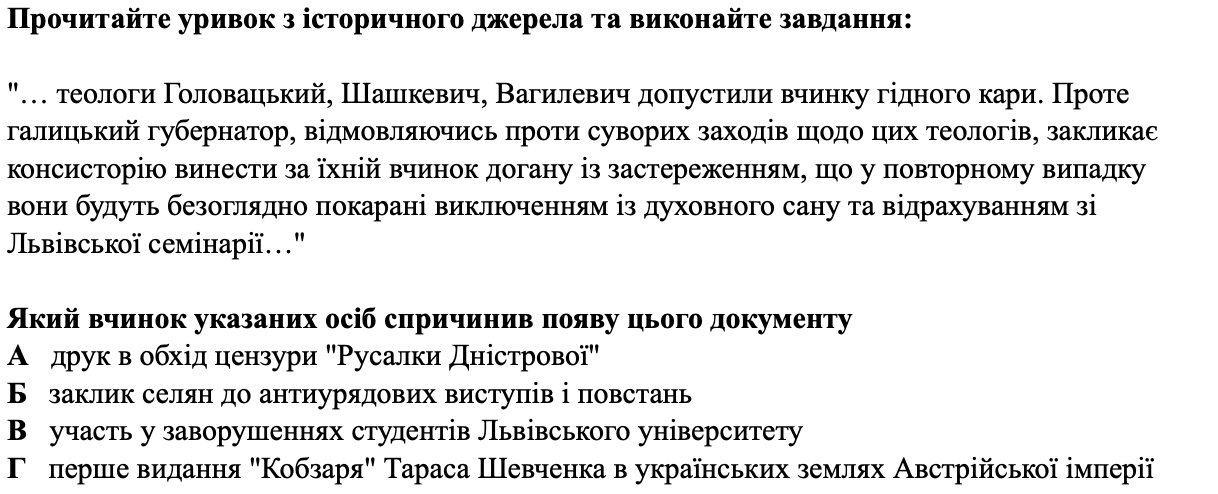 Прочитайте уривок з історичного джерела та виконайте завдання:
"… теологи Головацький, Шашкевич, Вагилевич допустили вчинку гідного кари. Проте
галицький губернатор, відмовляючись проти суворих заходів щодо цих теологів, закликає
консисторію винести за їхній вчинок догану із застереженням, що у повторному випадку
вони будуть безоглядно покарані виключенням із духовного сану та відрахуванням зі
Львівської семінарії…"
Який вчинок указаних осіб спричинив появу цього документу
А друк в обхід цензури "Русалки Дністрової"
Б заклик селян до антиурядових виступів і повстань
В участь у заворушеннях студентів Львівського університету
Г перше видання "Кобзаря" Тараса Шевченка в українських землях Австрійської імперії